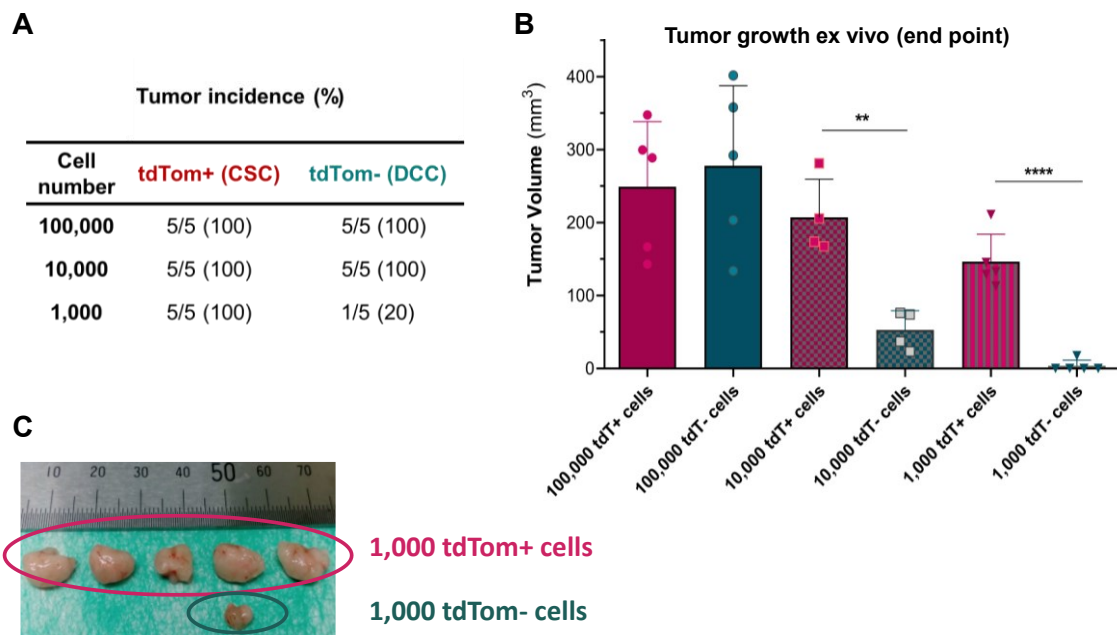 A
Tumor incidence (%)
Cell number tdTom+ (CSC) tdTom- (DCC)
100,000 5/5 (100) 5/5 (100)
10,000 5/5 (100) 5/5 (100)
1,000 5/5 (100) 1/5 (20)
B
Tumor growth ex vivo (end point)
Tumor Volume (mm³)
400
300
200
100
0
**
****
100,000 tdT+ cells
100,000 tdT- cells
10,000 tdT+ cells
10,000 tdT- cells
1,000 tdT+ cells
1,000 tdT- cells
C
10 20 30 40 50 60 70
1,000 tdTom+ cells
1,000 tdTom- cells